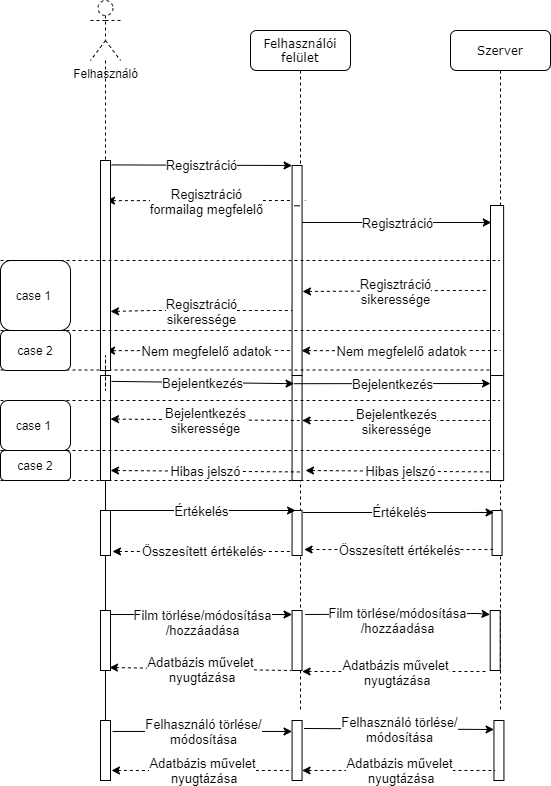 Felhasználó
Felhasználói
felület
Szerver
Regisztráció
Regisztráció
formailag megfelelő
Regisztráció
case 1
Regisztráció
sikeressége
Regisztráció
sikeressége
case 2
Nem megfelelő adatok
Nem megfelelő adatok
Bejelentkezés
Bejelentkezés
case 1
Bejelentkezés
sikeressége
Bejelentkezés
sikeressége
case 2
Hibas jelszó
Hibas jelszó
Értékelés
Értékelés
Összesített értékelés
Összesített értékelés
Film törlése/módosítása
/hozzáadása
Film törlése/módosítása
/hozzáadása
Adatbázis művelet
nyugtázása
Adatbázis művelet
nyugtázása
Felhasználó törlése/
módosítása
Felhasználó törlése/
módosítása
Adatbázis művelet
nyugtázása
Adatbázis művelet
nyugtázása